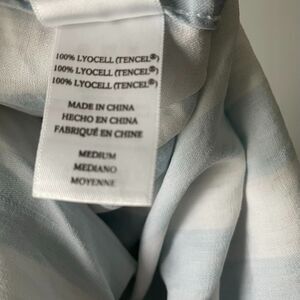 100% LYOCELL (TENCEL®)
100% LYOCELL (TENCEL®)
100% LYOCELL (TENCEL®)
MADE IN CHINA
HECHO EN CHINA
FABRIQUÉ EN CHINE
MEDIUM
MEDIANO
MOYENNE